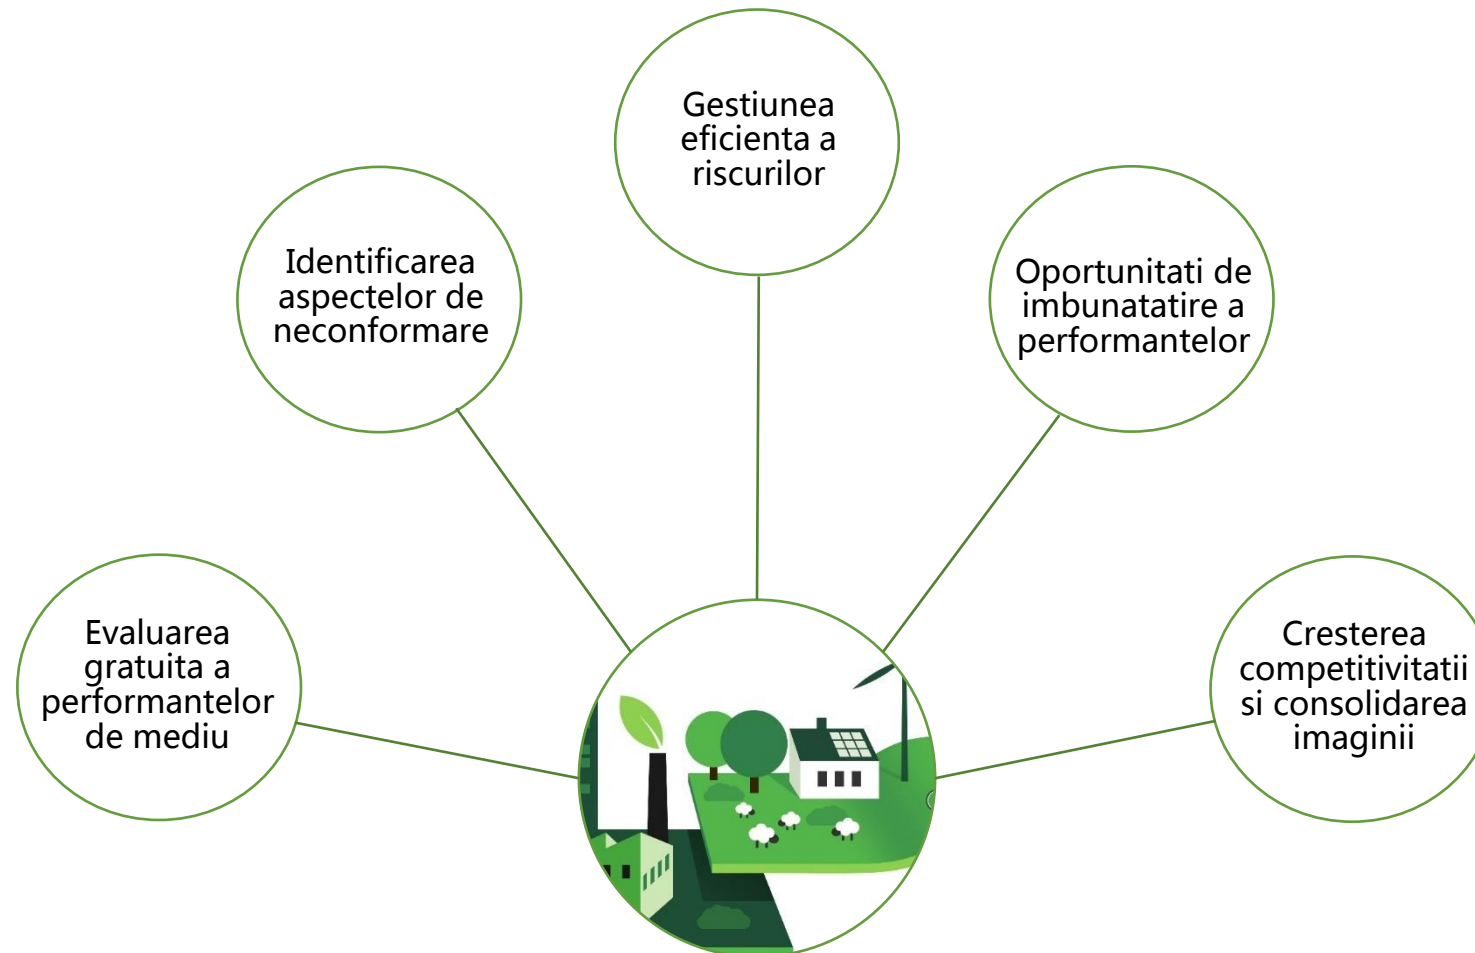 Gestiunea
eficienta a
riscurilor
Identificarea
aspectelor de
neconformare
Oportunitati de
imbunatatire a
performantelor
Evaluarea
gratuita a
performantelor
de mediu
Cresterea
competitivitatii
si consolidarea
imaginii